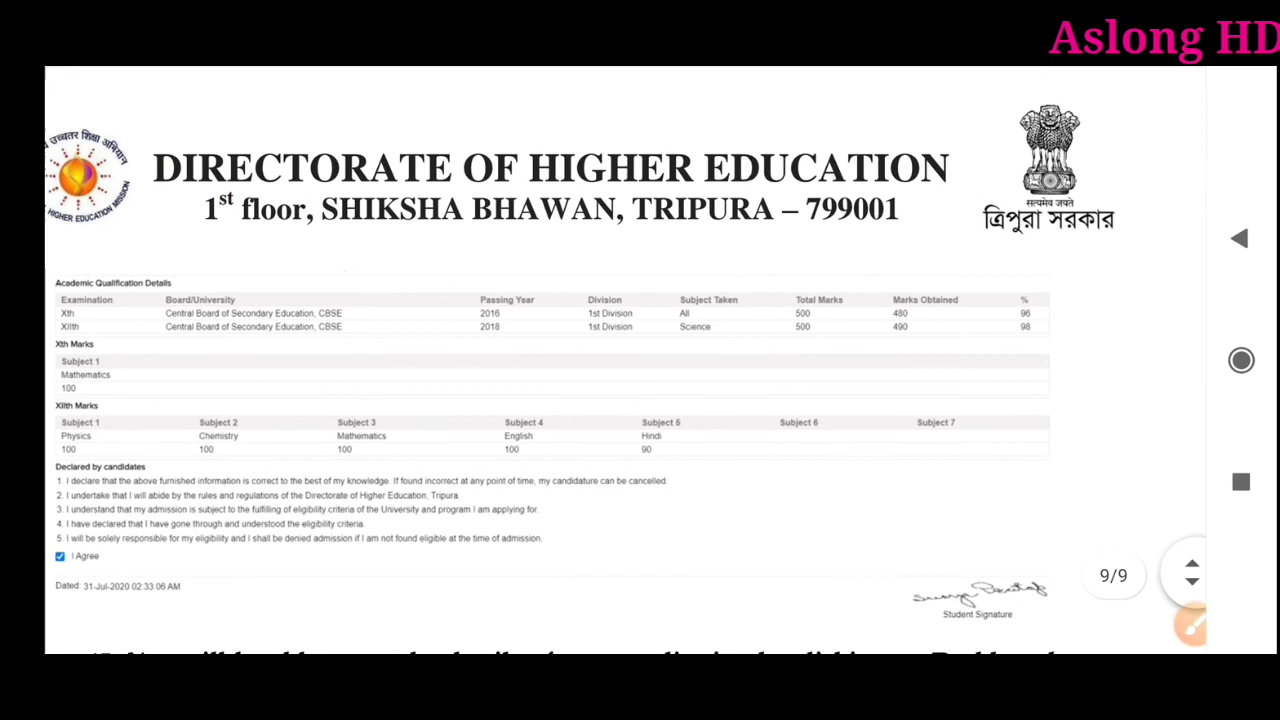 Aslong HD
उच्चतर शिक्षा अभियान
HIGHER EDUCATION MISSION
DIRECTORATE OF HIGHER EDUCATION
1st floor, SHIKSHA BHAWAN, TRIPURA – 799001
सत्यमेव जयते
ত্রিপুরা সরকার
Academic Qualification Details
Examination Board/University Passing Year Division Subject Taken Total Marks Marks Obtained %
Xth Central Board of Secondary Education, CBSE 2016 1st Division All 500 480 96
XIIth Central Board of Secondary Education, CBSE 2018 1st Division Science 500 490 98
Xth Marks
Subject 1
Mathematics
100
XIIth Marks
Subject 1 Subject 2 Subject 3 Subject 4 Subject 5 Subject 6 Subject 7
Physics Chemistry Mathematics English Hindi
100 100 100 100 90
Declared by candidates
1. I declare that the above furnished information is correct to the best of my knowledge. If found incorrect at any point of time, my candidature can be cancelled.
2. I undertake that I will abide by the rules and regulations of the Directorate of Higher Education, Tripura.
3. I understand that my admission is subject to the fulfilling of eligibility criteria of the University and program I am applying for.
4. I have declared that I have gone through and understood the eligibility criteria.
5. I will be solely responsible for my eligibility and I shall be denied admission if I am not found eligible at the time of admission.
I Agree
Dated: 31-Jul-2020 02:33:06 AM
Student Signature
9/9